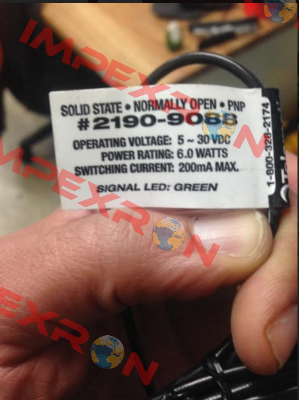 SOLID STATE • NORMALLY OPEN • PNP
#2190-9088
OPERATING VOLTAGE: 5 ~ 30 VDC
POWER RATING: 6.0 WATTS
SWITCHING CURRENT: 200mA MAX.
SIGNAL LED: GREEN
1-800-328-2174
IMPEXRON
IMPEXRON
IMPEXRON